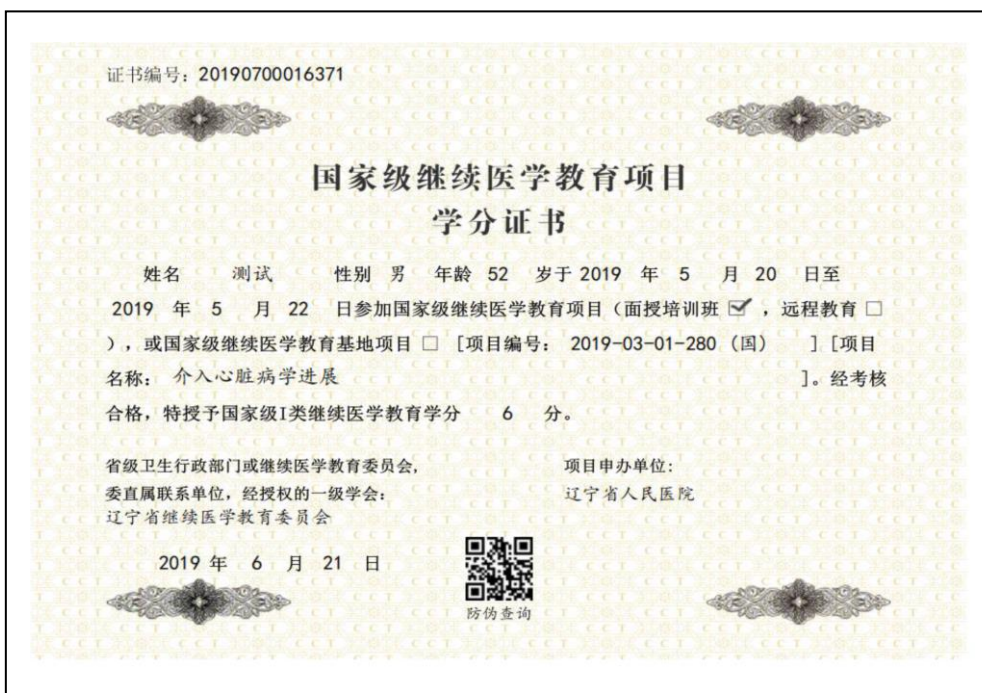 证书编号：20190700016371
国家级继续医学教育项目
学分证书
姓名 测试 性别 男 年龄 52 岁于 2019 年 5 月 20 日至
2019 年 5 月 22 日参加国家级继续医学教育项目（面授培训班 ☑ ，远程教育 □
），或国家级继续医学教育基地项目 □ [项目编号： 2019-03-01-280（国） ] [项目
名称： 介入心脏病学进展 ]。经考核
合格，特授予国家级I类继续医学教育学分 6 分。
省级卫生行政部门或继续医学教育委员会，
委直属联系单位，经授权的一级学会：
辽宁省继续医学教育委员会
项目申办单位：
辽宁省人民医院
2019 年 6 月 21 日
防伪查询